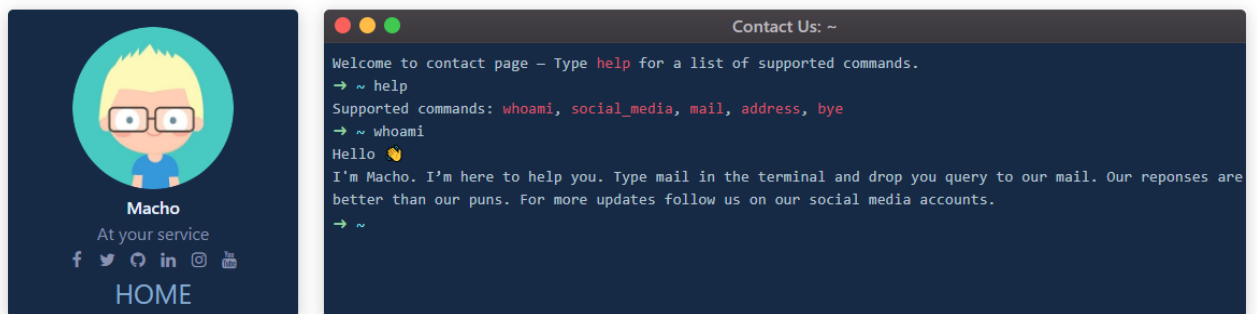 Macho
At your service
HOME
Contact Us: ~
Welcome to contact page — Type help for a list of supported commands.
➜ ~ help
Supported commands: whoami, social_media, mail, address, bye
➜ ~ whoami
Hello 👋
I'm Macho. I’m here to help you. Type mail in the terminal and drop you query to our mail. Our reponses are
better than our puns. For more updates follow us on our social media accounts.
➜ ~